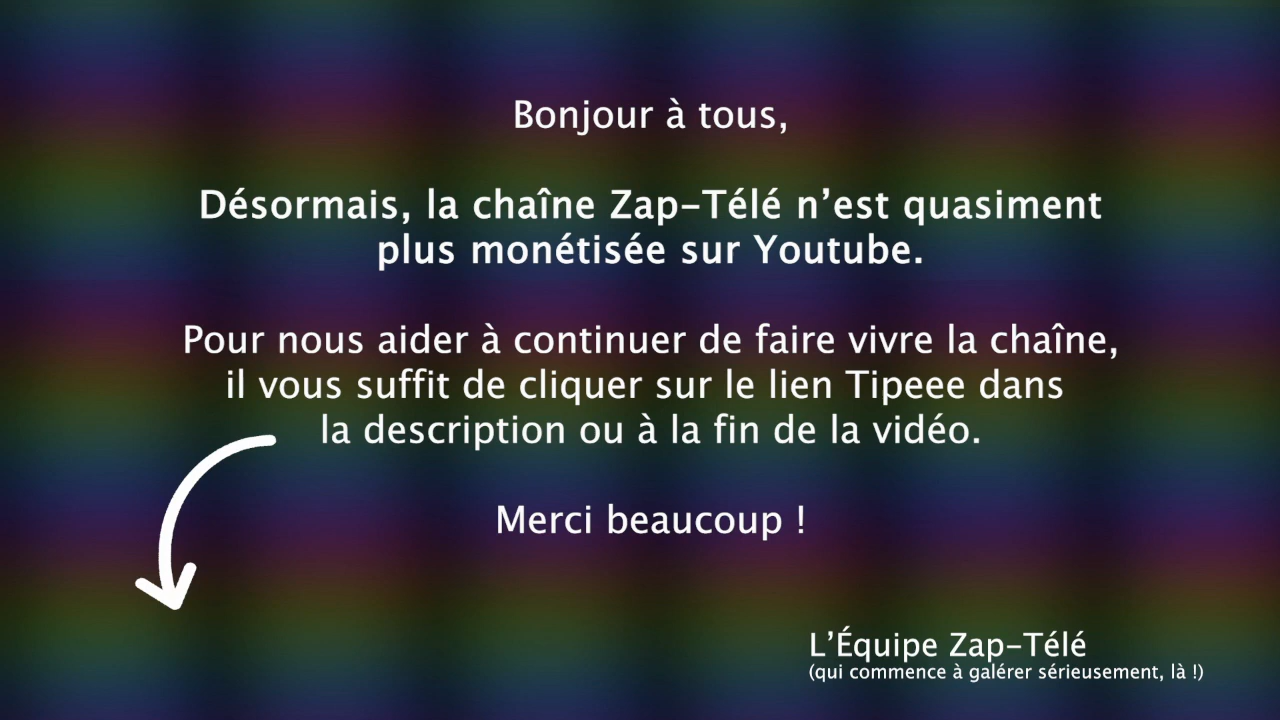 Bonjour à tous,
Désormais, la chaîne Zap-Télé n’est quasiment
plus monétisée sur Youtube.
Pour nous aider à continuer de faire vivre la chaîne,
il vous suffit de cliquer sur le lien Tipeee dans
la description ou à la fin de la vidéo.
Merci beaucoup !
L’Équipe Zap-Télé
(qui commence à galérer sérieusement, là !)